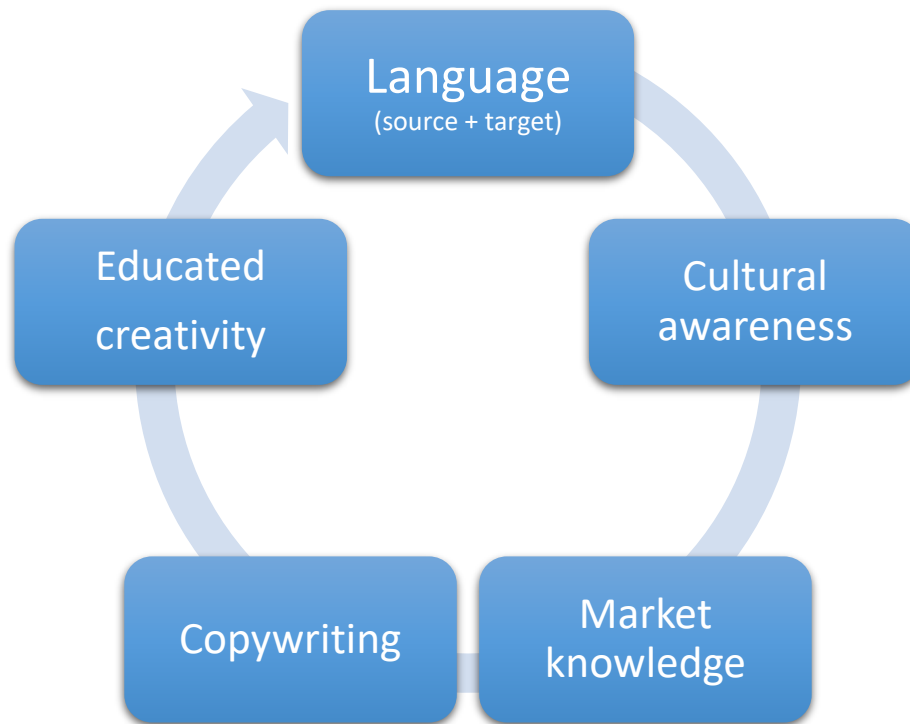 Language
(source + target)
Cultural
awareness
Market
knowledge
Copywriting
Educated
creativity